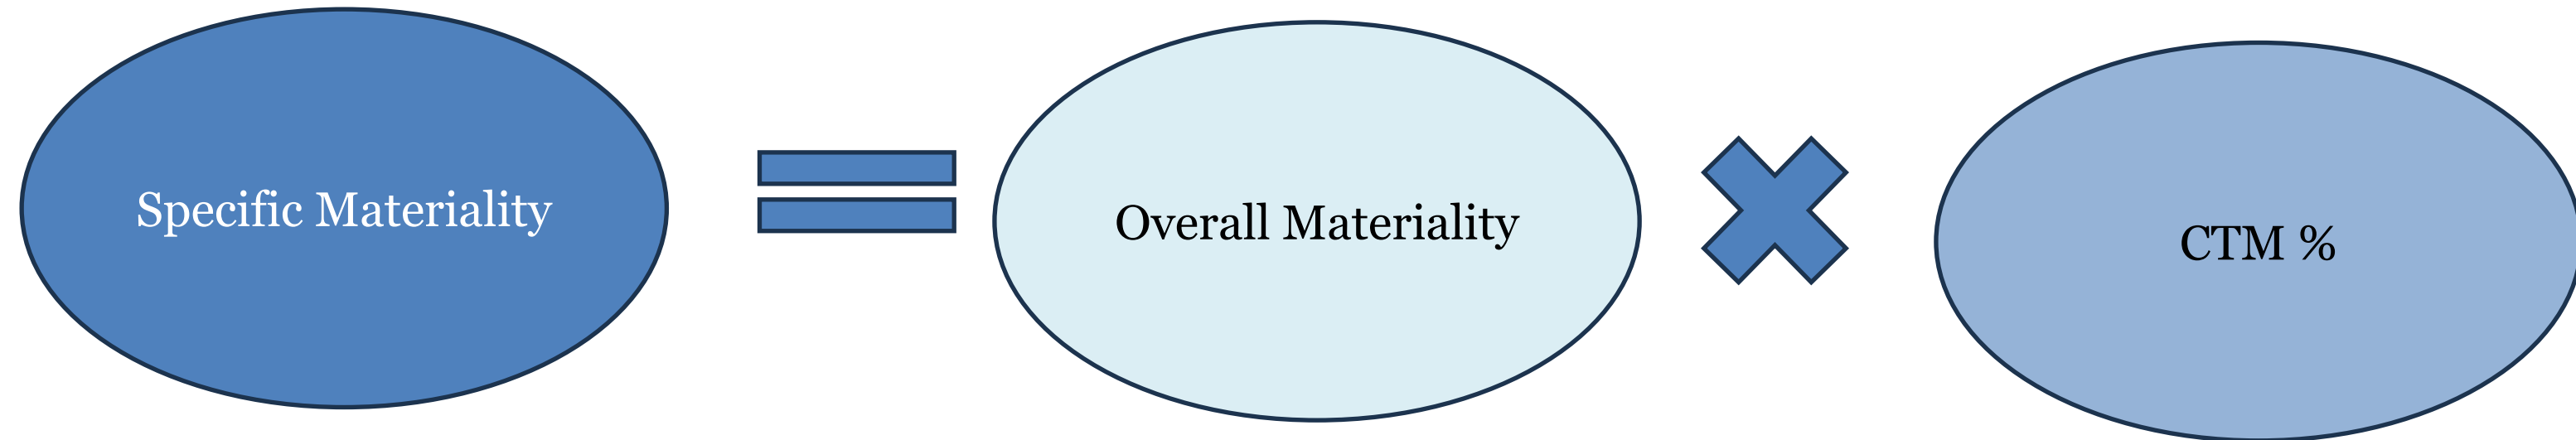 Specific Materiality
Overall Materiality
CTM %